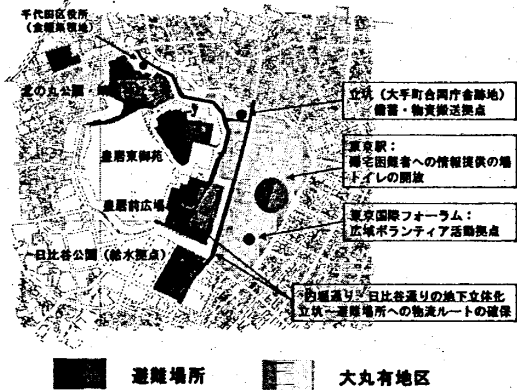 千代田区役所
北の丸公園
皇居東御苑
皇居前広場
日比谷公園（給水拠点）
立坑（大手町合同庁舎跡地）
備蓄・物資搬送拠点
東京駅：
帰宅困難者への情報提供の場
トイレの開放
東京国際フォーラム：
広域ボランティア活動拠点
内堀通り・日比谷通りの地下立体化
立坑－避難場所への物流ルートの確保
避難場所
大丸有地区